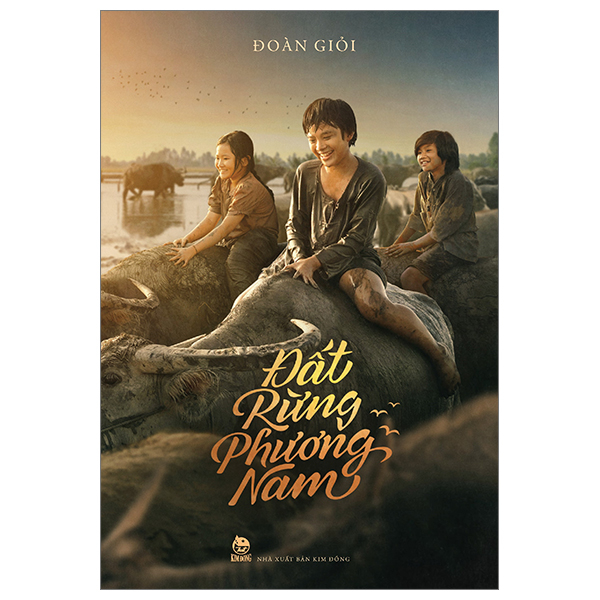 ĐOÀN GIỎI
Đất
Rừng
Phương
Nam
KIM ĐỒNG
NHÀ XUẤT BẢN KIM ĐỒNG